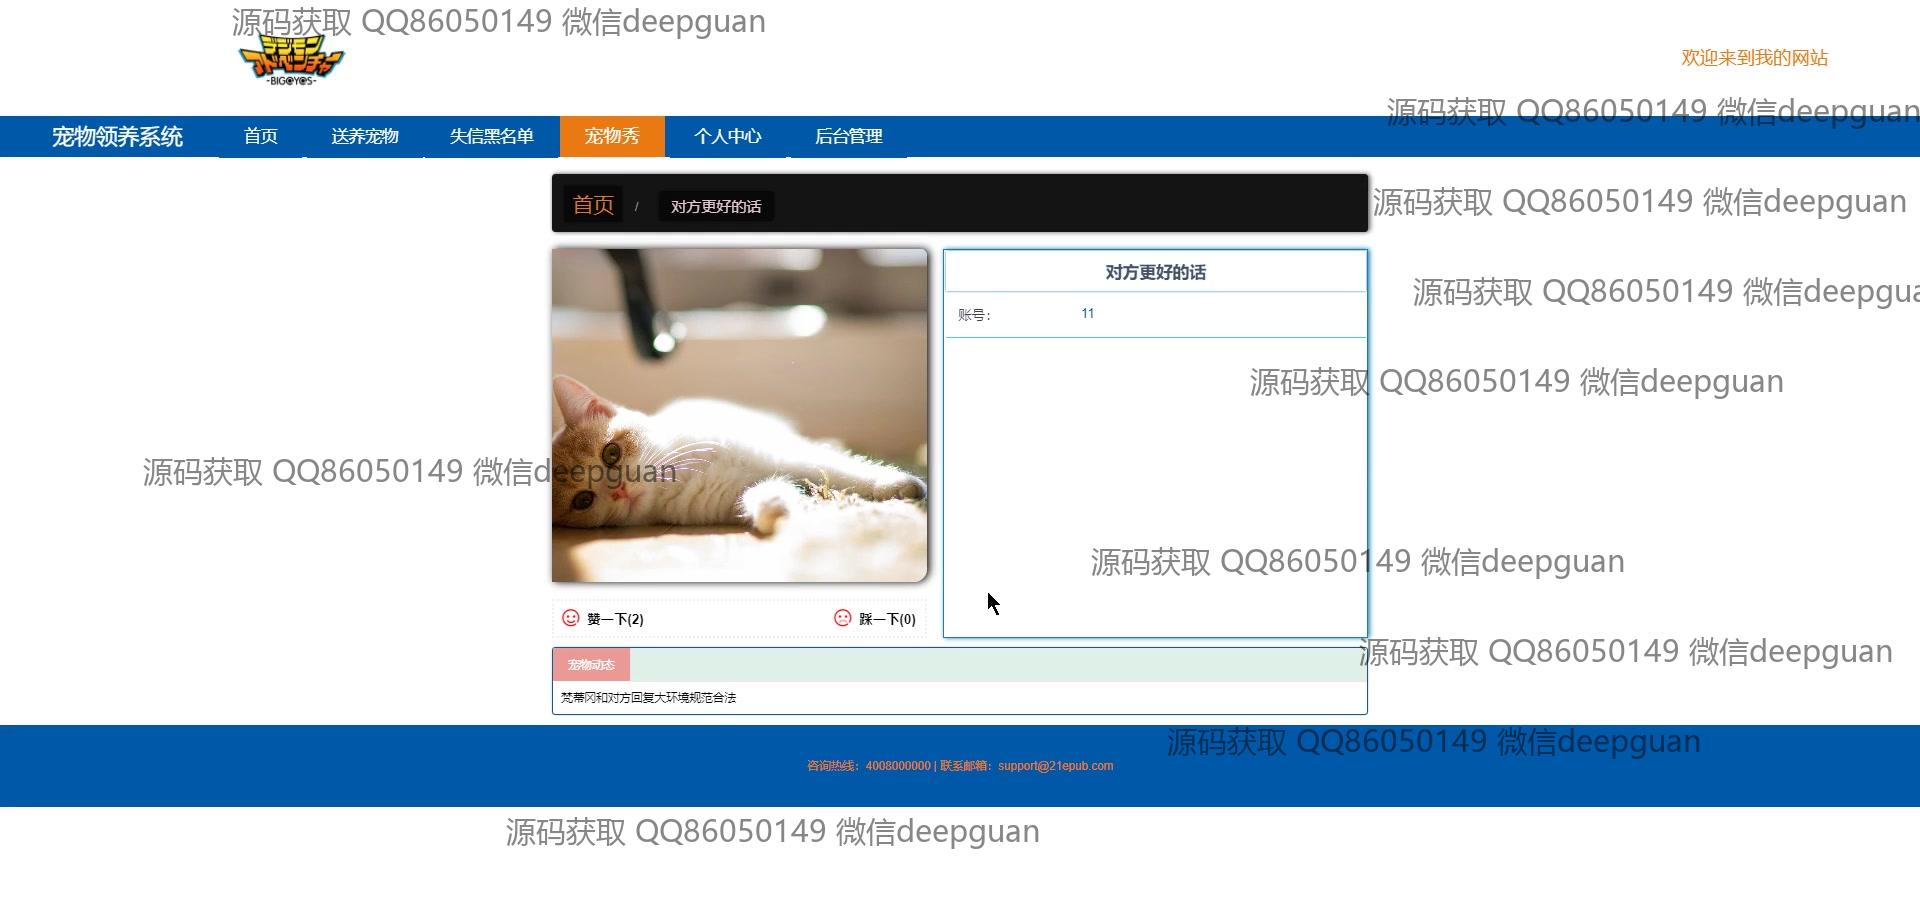 源码获取 QQ86050149 微信deepguan
デジモン
アドベンチャー
-BIGEYES-
欢迎来到我的网站
源码获取 QQ86050149 微信deepguan
宠物领养系统 首页 送养宠物 失信黑名单 宠物秀 个人中心 后台管理
首页 / 对方更好的话
源码获取 QQ86050149 微信deepguan
对方更好的话
源码获取 QQ86050149 微信deepgua
账号： 11
源码获取 QQ86050149 微信deepguan
源码获取 QQ86050149 微信deepguan
源码获取 QQ86050149 微信deepguan
赞一下(2) 踩一下(0)
源码获取 QQ86050149 微信deepguan
宠物动态
梵蒂冈和对方回复大环境规范合法
源码获取 QQ86050149 微信deepguan
咨询热线：4008000000 | 联系邮箱：support@21epub.com
源码获取 QQ86050149 微信deepguan